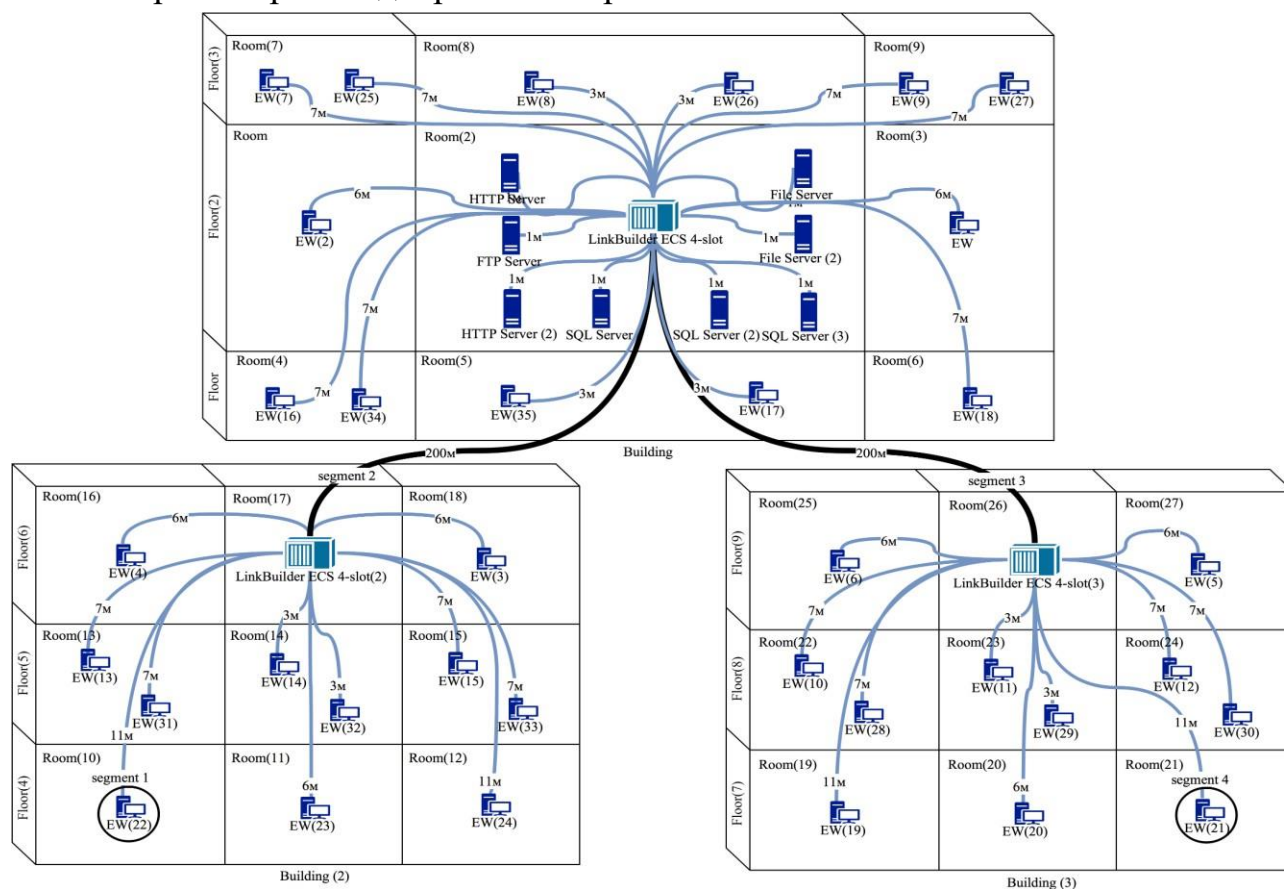 Room(7)
Room(8)
Room(9)
Floor(3)
EW(7)
EW(25)
EW(8)
EW(26)
EW(9)
EW(27)
7м
7м
3м
3м
7м
7м
Room
Room(2)
Room(3)
Floor(2)
HTTP Server
File Server
6м
6м
EW(2)
EW
1м
LinkBuilder ECS 4-slot
1м
FTP Server
File Server (2)
1м
1м
1м
1м
HTTP Server (2)
SQL Server
SQL Server (2)
SQL Server (3)
7м
7м
7м
Room(4)
Room(5)
Room(6)
Floor
EW(16)
EW(34)
EW(35)
3м
3м
EW(17)
EW(18)
200м
Building
200м
segment 2
segment 3
Room(16)
Room(17)
Room(18)
Floor(6)
6м
6м
EW(4)
LinkBuilder ECS 4-slot(2)
EW(3)
7м
3м
7м
Room(13)
Room(14)
Room(15)
Floor(5)
EW(13)
EW(14)
EW(15)
7м
3м
7м
EW(31)
EW(32)
EW(33)
11м
Room(10)
Room(11)
Room(12)
Floor(4)
segment 1
6м
11м
EW(22)
EW(23)
EW(24)
Building (2)
Room(25)
Room(26)
Room(27)
Floor(9)
6м
6м
EW(6)
LinkBuilder ECS 4-slot(3)
EW(5)
7м
3м
7м
7м
Room(22)
Room(23)
Room(24)
Floor(8)
EW(10)
EW(11)
EW(12)
7м
3м
11м
EW(28)
EW(29)
EW(30)
Room(19)
Room(20)
Room(21)
Floor(7)
11м
6м
segment 4
EW(19)
EW(20)
EW(21)
Building (3)